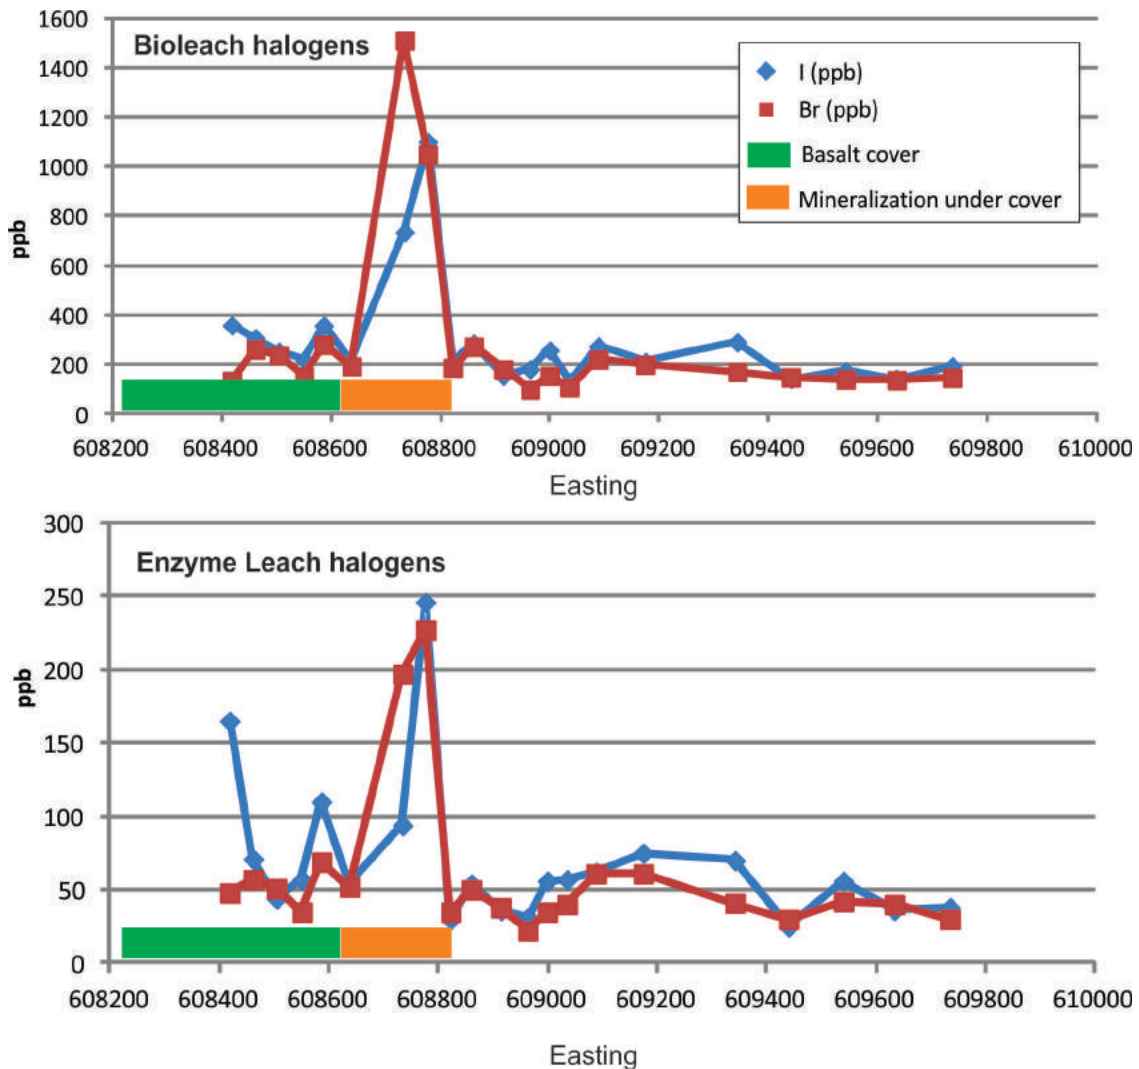 Bioleach halogens
I (ppb)
Br (ppb)
Basalt cover
Mineralization under cover
ppb
1600
1400
1200
1000
800
600
400
200
0
608200 608400 608600 608800 609000 609200 609400 609600 609800 610000
Easting
Enzyme Leach halogens
ppb
300
250
200
150
100
50
0
608200 608400 608600 608800 609000 609200 609400 609600 609800 610000
Easting